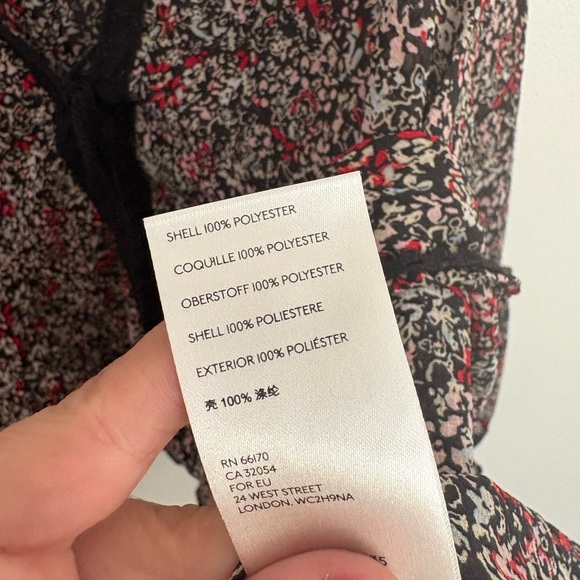 SHELL 100% POLYESTER
COQUILLE 100% POLYESTER
OBERSTOFF 100% POLYESTER
SHELL 100% POLIESTERE
EXTERIOR 100% POLIÉSTER
壳 100% 涤纶
RN 66170
CA 32054
FOR EU
24 WEST STREET
LONDON, WC2H9NA